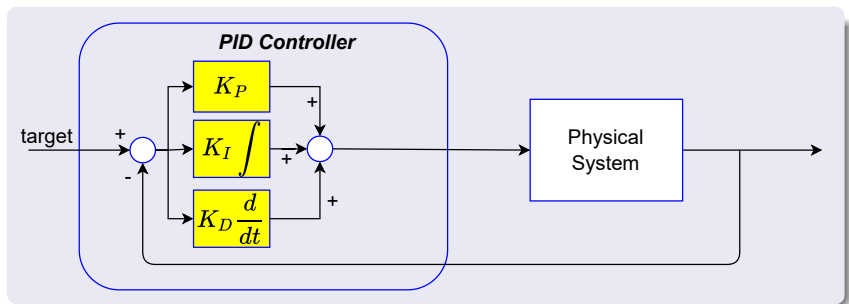 PID Controller
K_P
+
target
+
K_I ∫
+
Physical
System
-
K_D d/dt
+